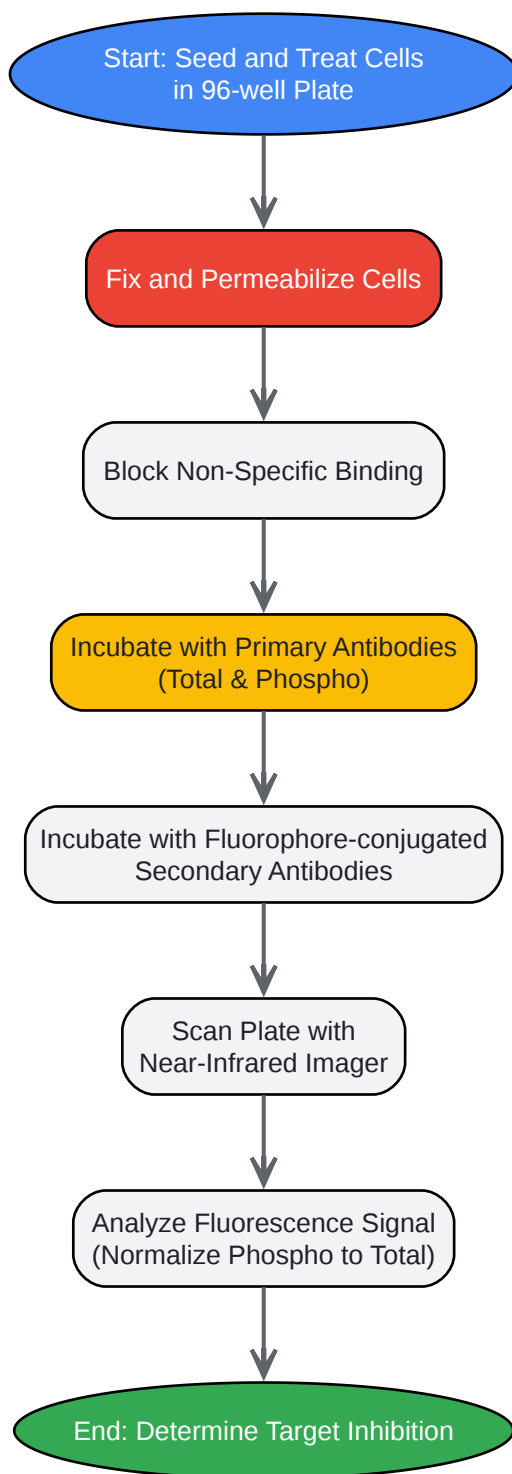 Start: Seed and Treat Cells
in 96-well Plate
Fix and Permeabilize Cells
Block Non-Specific Binding
Incubate with Primary Antibodies
(Total & Phospho)
Incubate with Fluorophore-conjugated
Secondary Antibodies
Scan Plate with
Near-Infrared Imager
Analyze Fluorescence Signal
(Normalize Phospho to Total)
End: Determine Target Inhibition